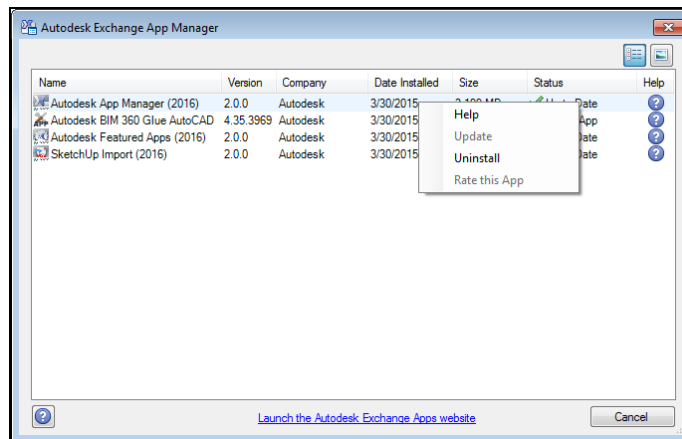 Autodesk Exchange App Manager
Name Version Company Date Installed Size Status Help
Autodesk App Manager (2016) 2.0.0 Autodesk 3/30/2015 Date
Autodesk BIM 360 Glue AutoCAD 4.35.3969 Autodesk 3/30/2015 App
Autodesk Featured Apps (2016) 2.0.0 Autodesk 3/30/2015 Date
SketchUp Import (2016) 2.0.0 Autodesk 3/30/2015 Date
Help
Update
Uninstall
Rate this App
Launch the Autodesk Exchange Apps website
Cancel